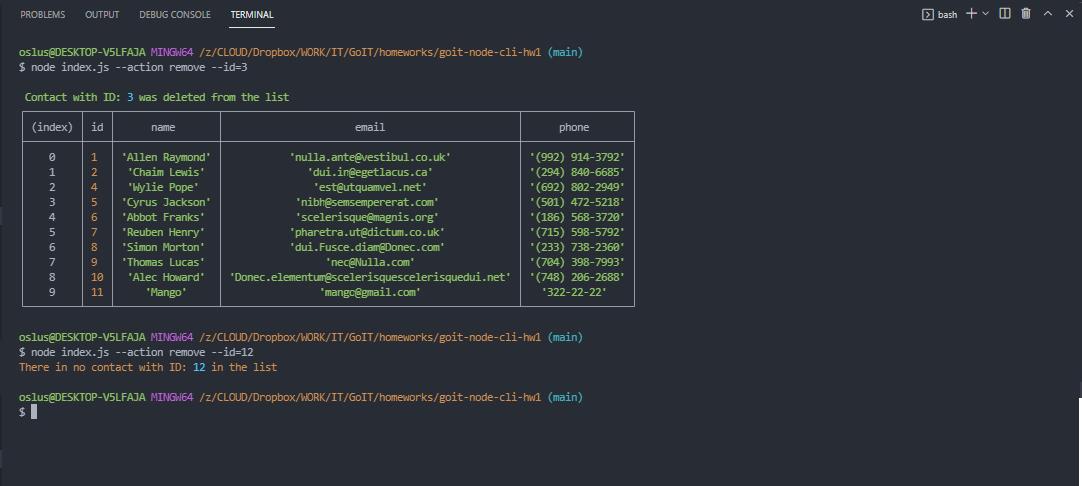 PROBLEMS OUTPUT DEBUG CONSOLE TERMINAL bash
oslus@DESKTOP-V5LFAJA MINGW64 /z/CLOUD/Dropbox/WORK/IT/GoIT/homeworks/goit-node-cli-hw1 (main)
$ node index.js --action remove --id=3
Contact with ID: 3 was deleted from the list
(index) id name email phone
0 1 'Allen Raymond' 'nulla.ante@vestibul.co.uk' '(992) 914-3792'
1 2 'Chaim Lewis' 'dui.in@egetlacus.ca' '(294) 840-6685'
2 4 'Wylie Pope' 'est@utquamvel.net' '(692) 802-2949'
3 5 'Cyrus Jackson' 'nibh@semsempererat.com' '(501) 472-5218'
4 6 'Abbot Franks' 'scelerisque@magnis.org' '(186) 568-3720'
5 7 'Reuben Henry' 'pharetra.ut@dictum.co.uk' '(715) 598-5792'
6 8 'Simon Morton' 'dui.Fusce.diam@Donec.com' '(233) 738-2360'
7 9 'Thomas Lucas' 'nec@Nulla.com' '(704) 398-7993'
8 10 'Alec Howard' 'Donec.elementum@scelerisquescelerisquedui.net' '(748) 206-2688'
9 11 'Mango' 'mango@gmail.com' '322-22-22'
oslus@DESKTOP-V5LFAJA MINGW64 /z/CLOUD/Dropbox/WORK/IT/GoIT/homeworks/goit-node-cli-hw1 (main)
$ node index.js --action remove --id=12
There in no contact with ID: 12 in the list
oslus@DESKTOP-V5LFAJA MINGW64 /z/CLOUD/Dropbox/WORK/IT/GoIT/homeworks/goit-node-cli-hw1 (main)
$